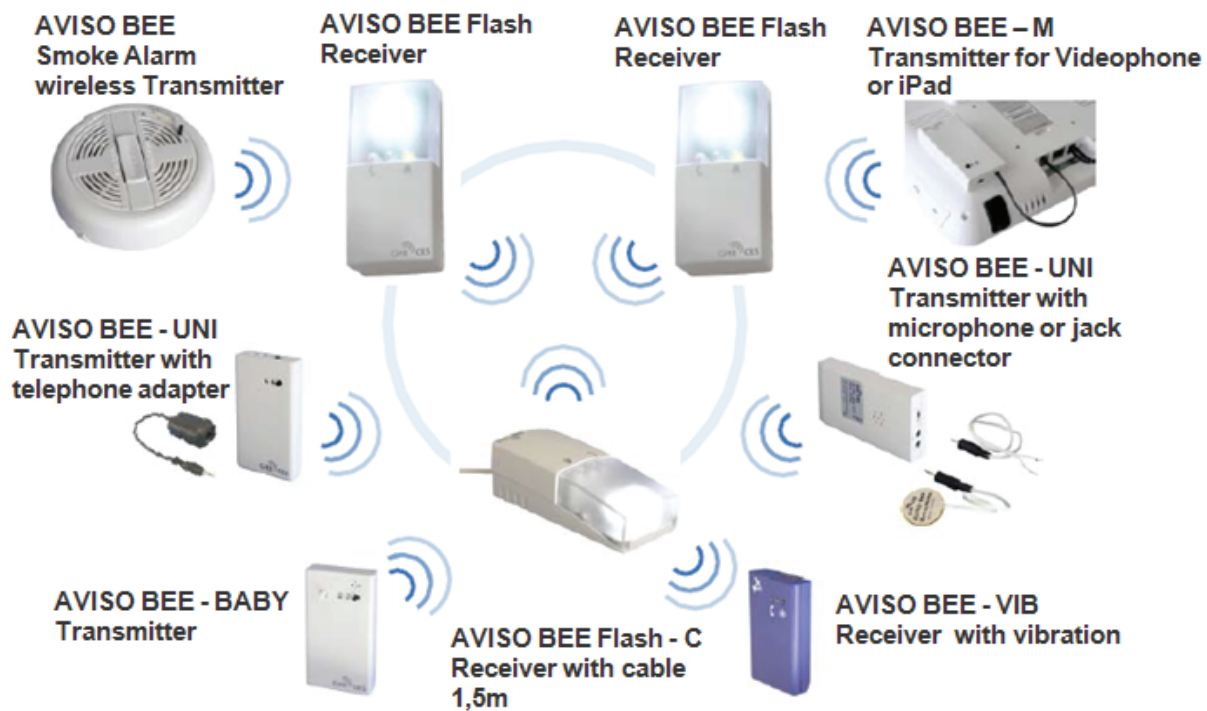 AVISO BEE
Smoke Alarm
wireless Transmitter
AVISO BEE Flash
Receiver
AVISO BEE Flash
Receiver
AVISO BEE – M
Transmitter for Videophone
or iPad
AVISO BEE - UNI
Transmitter with
telephone adapter
AVISO BEE - UNI
Transmitter with
microphone or jack
connector
AVISO BEE - BABY
Transmitter
AVISO BEE Flash - C
Receiver with cable
1,5m
AVISO BEE - VIB
Receiver  with vibration